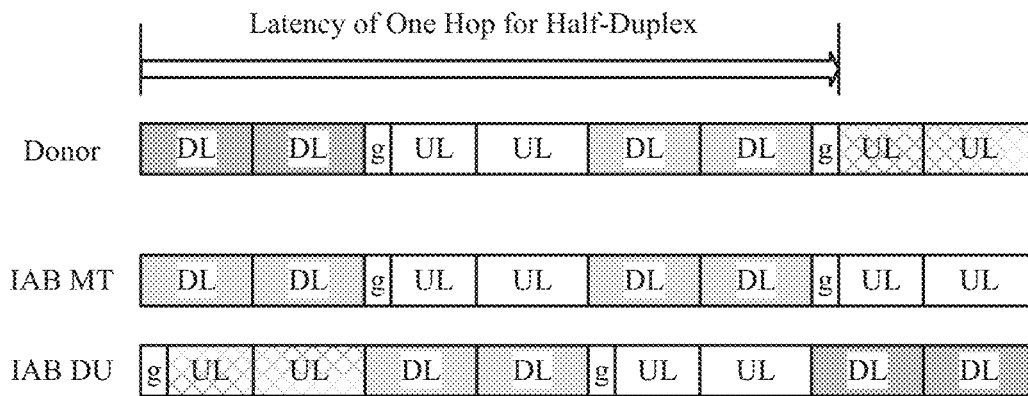 Latency of One Hop for Half-Duplex
Donor DL DL g UL UL DL DL g UL UL
IAB MT DL DL g UL UL DL DL g UL UL
IAB DU g UL UL DL DL g UL UL DL DL